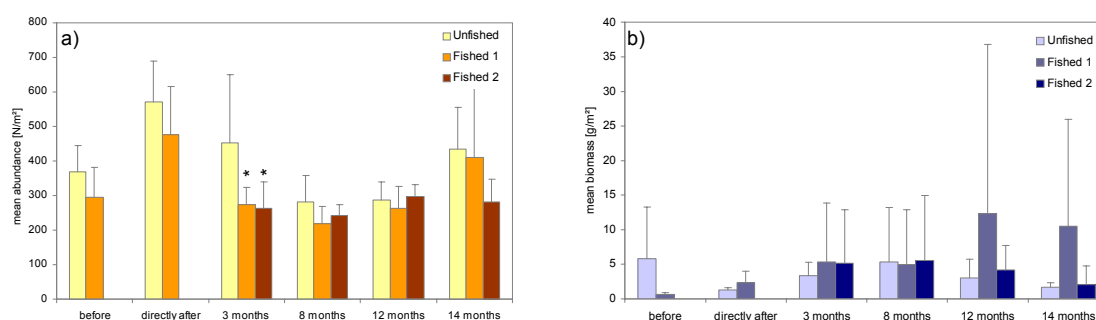 a)
Unfished
Fished 1
Fished 2
mean abundance [N/m²]
800
700
600
500
400
300
200
100
0
* *
before directly after 3 months 8 months 12 months 14 months
b)
Unfished
Fished 1
Fished 2
mean biomass [g/m²]
40
35
30
25
20
15
10
5
0
before directly after 3 months 8 months 12 months 14 months